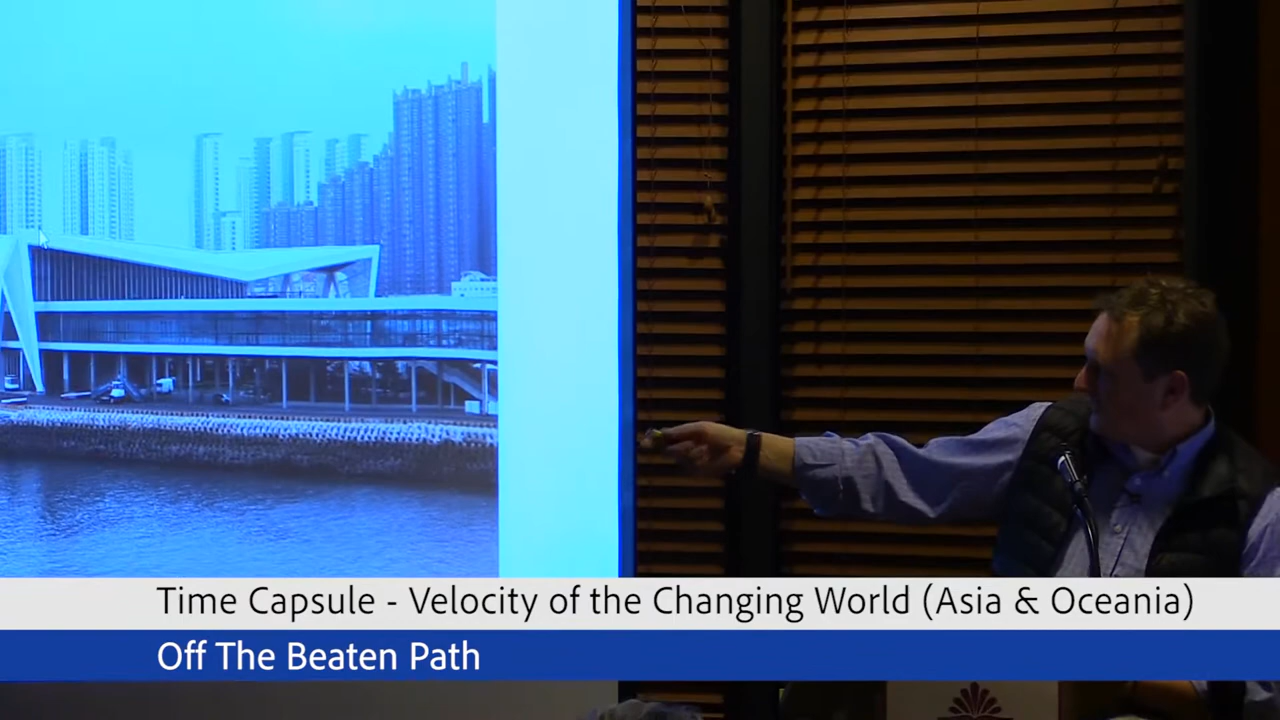 Time Capsule - Velocity of the Changing World (Asia & Oceania)
Off The Beaten Path